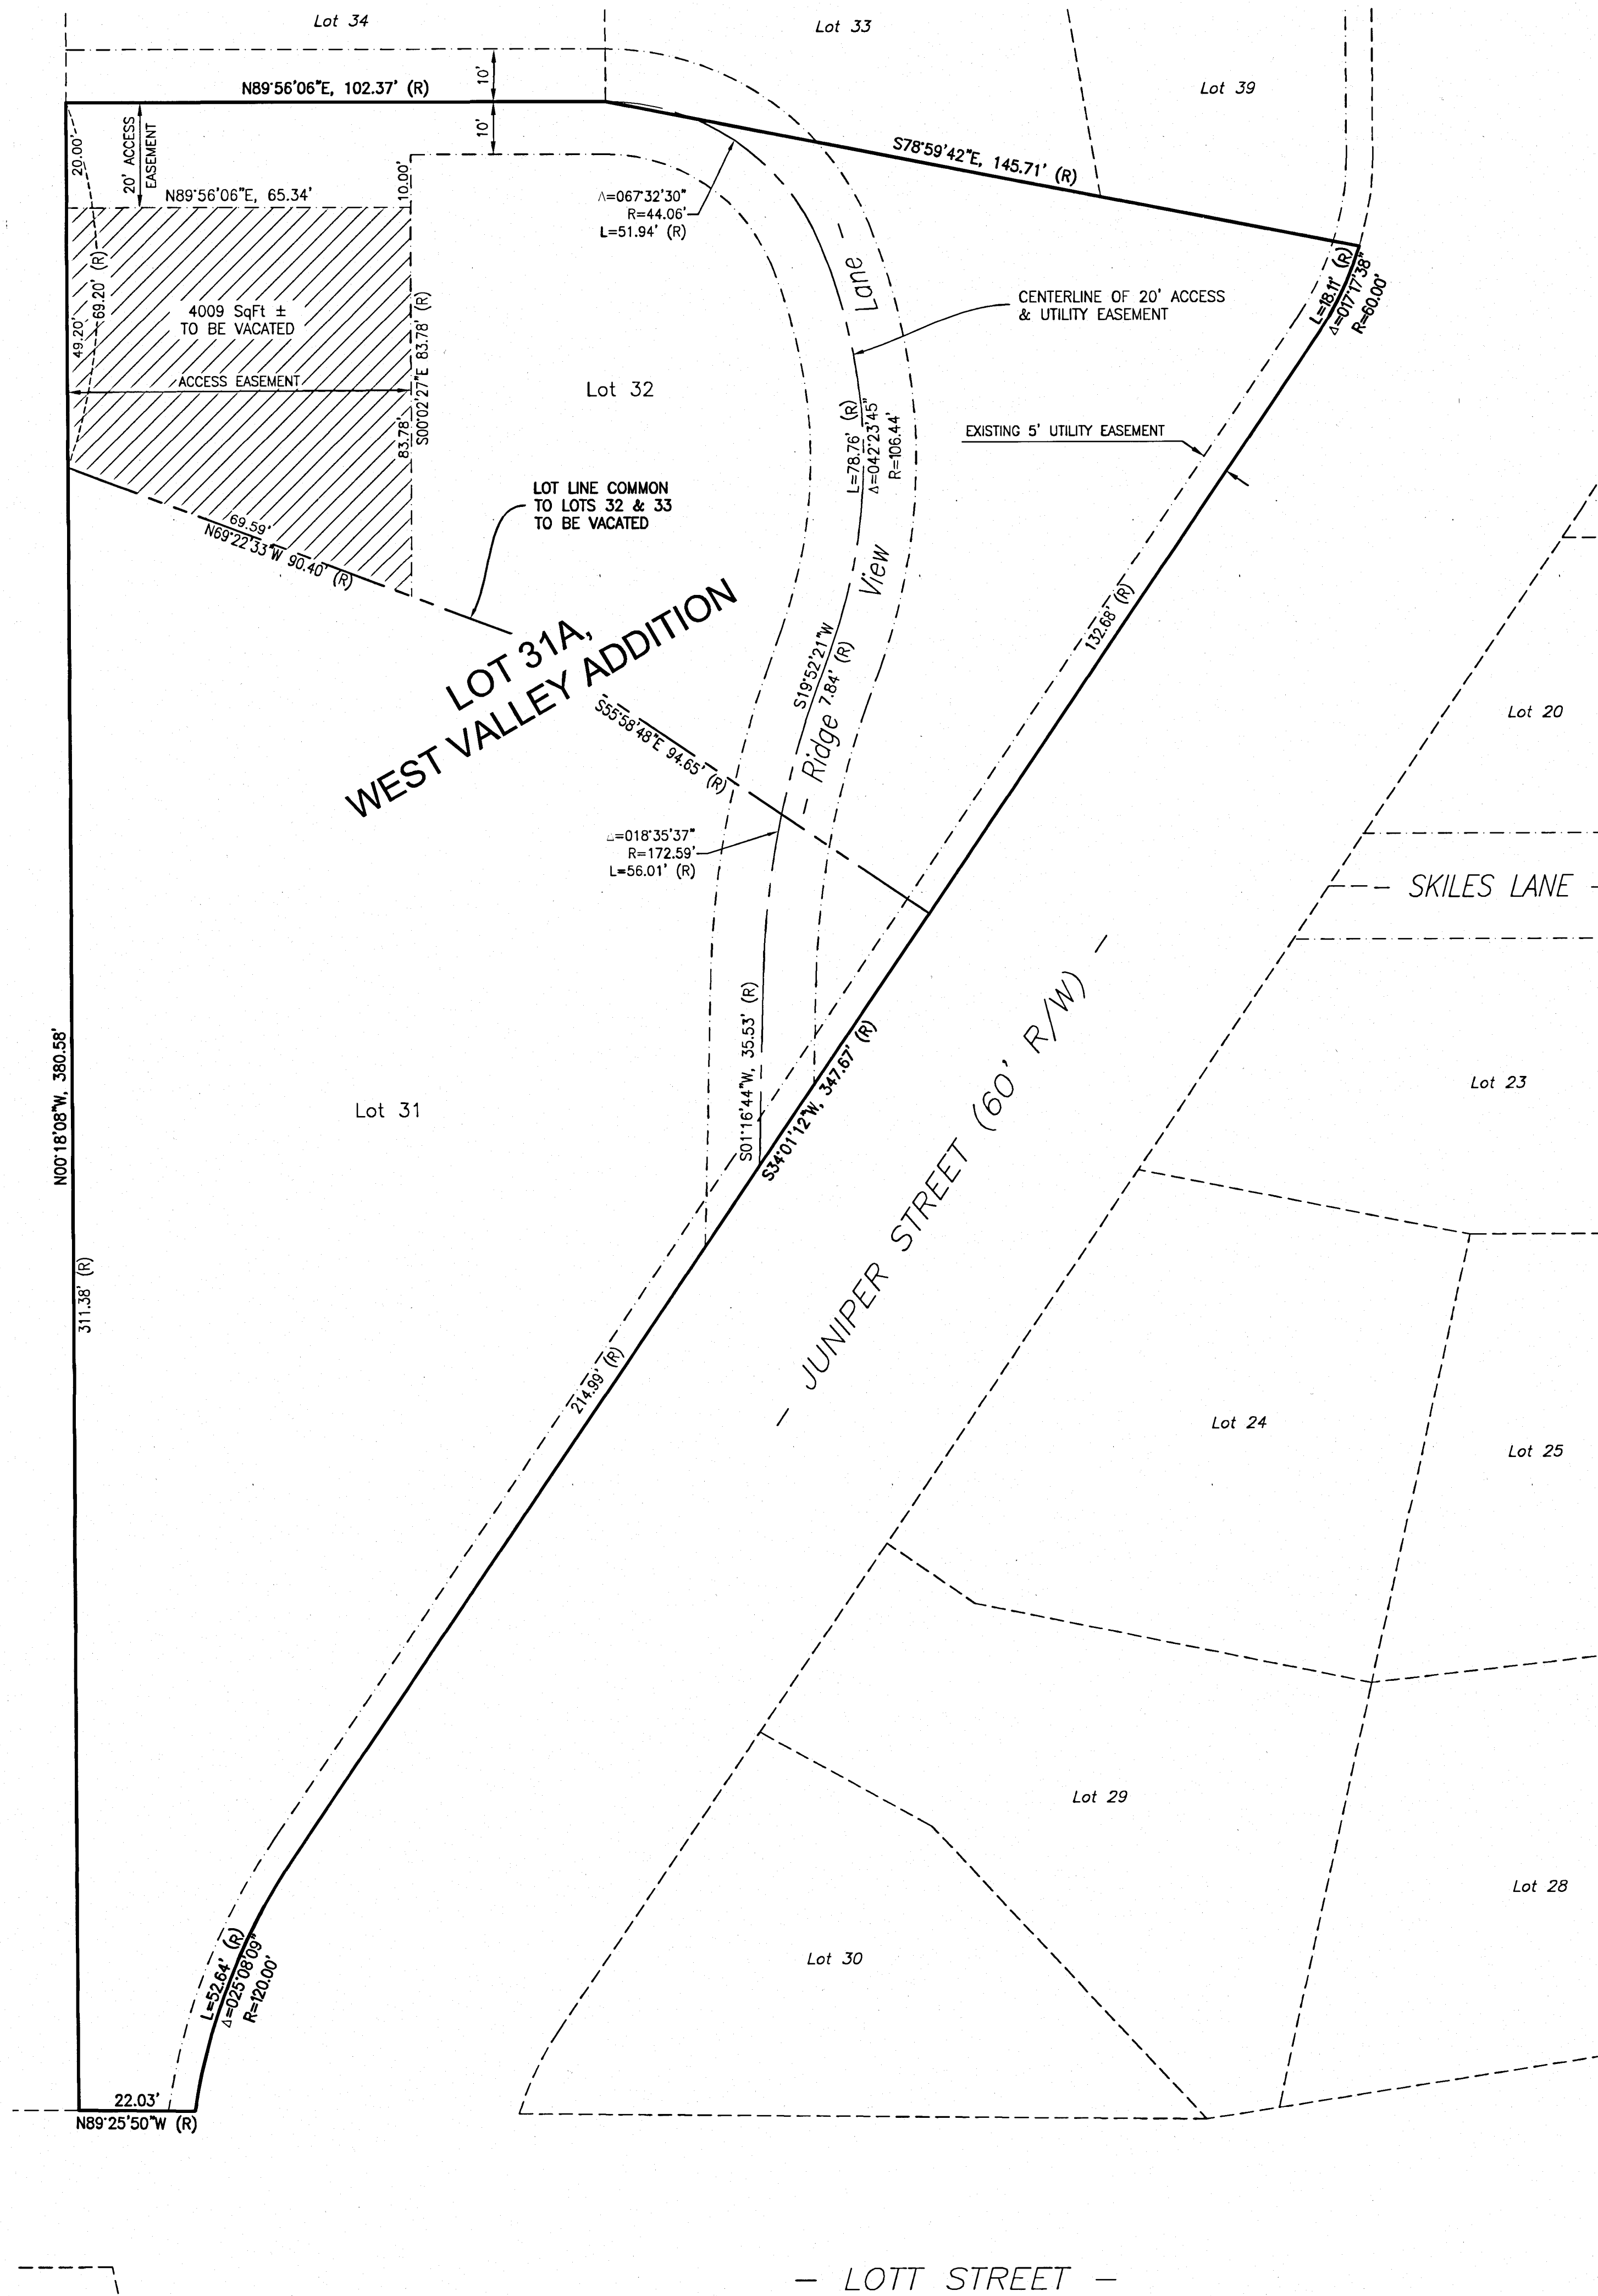 Lot 34
Lot 33
Lot 39
10'
N89°56'06"E, 102.37' (R)
10'
20.00'
20' ACCESS
EASEMENT
10.00'
N89°56'06"E, 65.34'
S78°59'42"E, 145.71' (R)
Δ=067°32'30"
R=44.06'
L=51.94' (R)
L=18.11' (R)
Δ=017°17'38"
R=60.00'
49.20'
69.20' (R)
4009 SqFt ±
TO BE VACATED
ACCESS EASEMENT
83.78'
S00°02'27"E 83.78' (R)
Lot 32
- Ridge View Lane -
CENTERLINE OF 20' ACCESS
& UTILITY EASEMENT
L=78.76' (R)
Δ=042°23'45"
R=106.44'
EXISTING 5' UTILITY EASEMENT
LOT LINE COMMON
TO LOTS 32 & 33
TO BE VACATED
69.59'
N69°22'33"W 90.40' (R)
LOT 31A,
WEST VALLEY ADDITION
S19°52'21"W
7.84' (R)
132.68' (R)
S55°58'48"E 94.65' (R)
Lot 20
Δ=018°35'37"
R=172.59'
L=56.01' (R)
- SKILES LANE -
S01°16'44"W, 35.53' (R)
S34°01'12"W, 347.67' (R)
- JUNIPER STREET (60' R/W) -
N00°18'08"W, 380.58'
311.38' (R)
Lot 31
Lot 23
214.99' (R)
Lot 24
Lot 25
Lot 29
Lot 28
Lot 30
L=52.64' (R)
Δ=025°08'09"
R=120.00'
22.03'
N89°25'50"W (R)
- LOTT STREET -